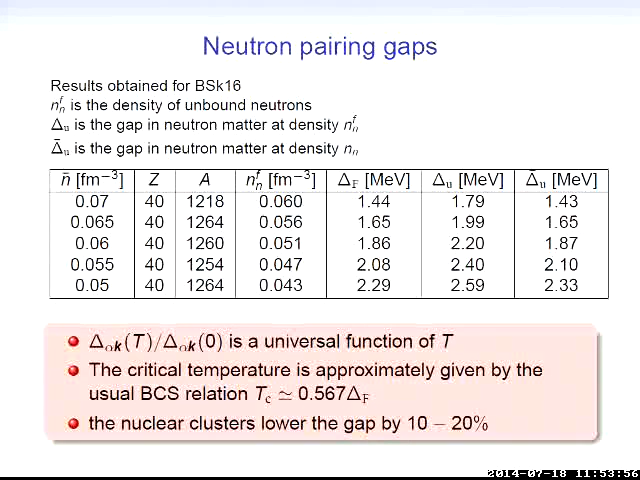 Neutron pairing gaps
Results obtained for BSk16
n_n^f is the density of unbound neutrons
Δ_u is the gap in neutron matter at density n_n^f
Δ̄_u is the gap in neutron matter at density n_n
n̄ [fm⁻³] Z A n_n^f [fm⁻³] Δ_F [MeV] Δ_u [MeV] Δ̄_u [MeV]
0.07 40 1218 0.060 1.44 1.79 1.43
0.065 40 1264 0.056 1.65 1.99 1.65
0.06 40 1260 0.051 1.86 2.20 1.87
0.055 40 1254 0.047 2.08 2.40 2.10
0.05 40 1264 0.043 2.29 2.59 2.33
Δ_αk(T)/Δ_αk(0) is a universal function of T
The critical temperature is approximately given by the
usual BCS relation T_c ≃ 0.567Δ_F
the nuclear clusters lower the gap by 10 − 20%
2014-07-18 11:53:56